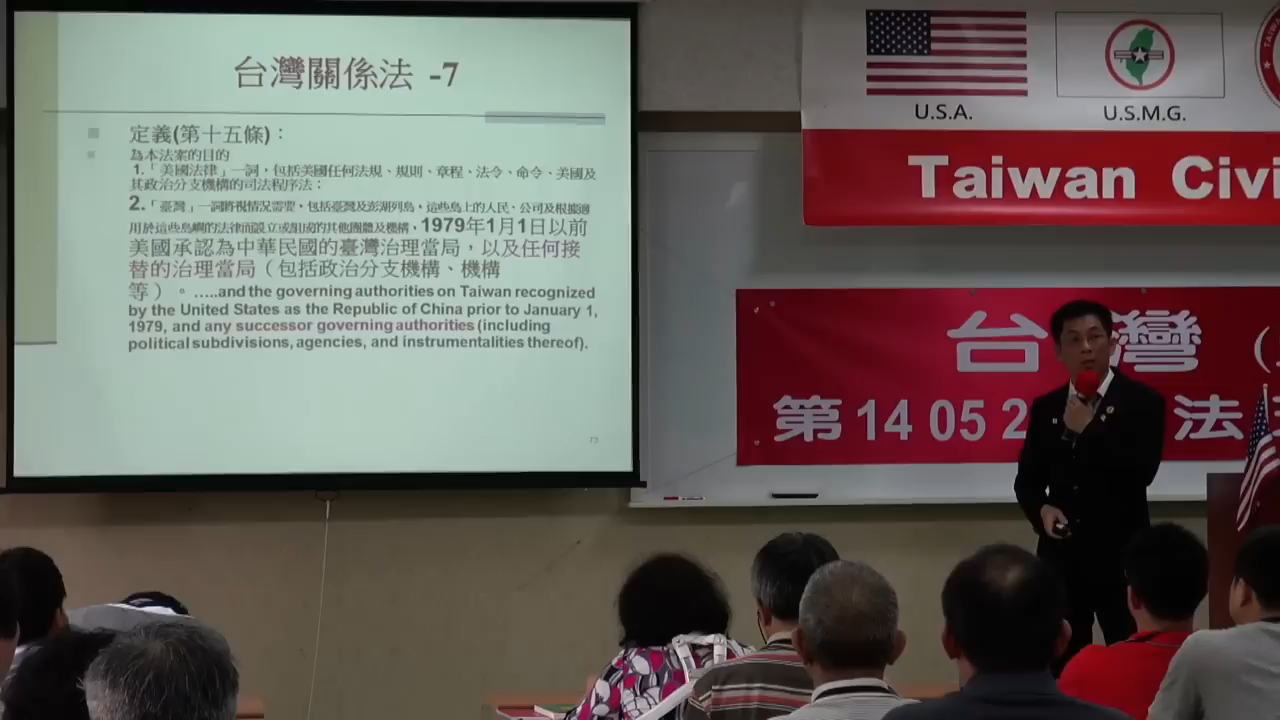 台灣關係法 -7
定義(第十五條)：
為本法案的目的
1.「美國法律」一詞，包括美國任何法規、規則、章程、法令、命令、美國及
其政治分支機構的司法程序法；
2.「臺灣」一詞將視情況需要，包括臺灣及澎湖列島，這些島上的人民、公司及根據適
用於這些島嶼的法律而設立或組成的其他團體及機構，1979年1月1日以前
美國承認為中華民國的臺灣治理當局，以及任何接
替的治理當局（包括政治分支機構、機構
等）。.....and the governing authorities on Taiwan recognized
by the United States as the Republic of China prior to January 1,
1979, and any successor governing authorities (including
political subdivisions, agencies, and instrumentalities thereof).
73
U.S.A.
U.S.M.G.
Taiwan Civi
台灣
第 14 05 2 法